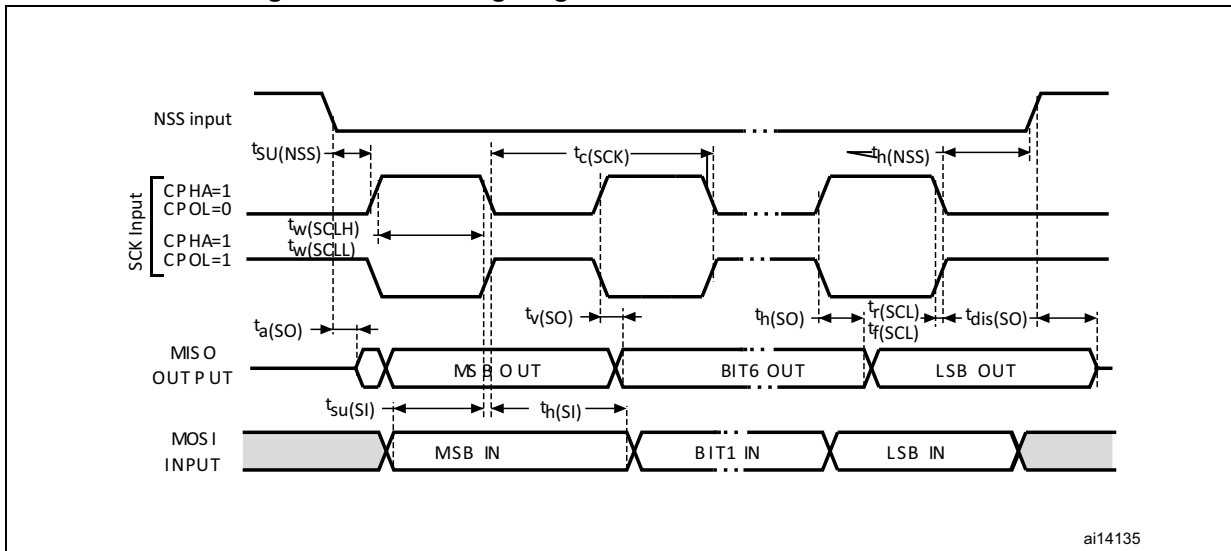 NSS input
tSU(NSS)
tc(SCK)
th(NSS)
SCK Input
CPHA=1
CPOL=0
tw(SCLH)
CPHA=1
tw(SCLL)
CPOL=1
ta(SO)
tv(SO)
th(SO)
tr(SCL)
tf(SCL)
tdis(SO)
MISO
OUTPUT
MSB OUT
BIT6 OUT
LSB OUT
tsu(SI)
th(SI)
MOSI
INPUT
MSB IN
BIT1 IN
LSB IN
ai14135